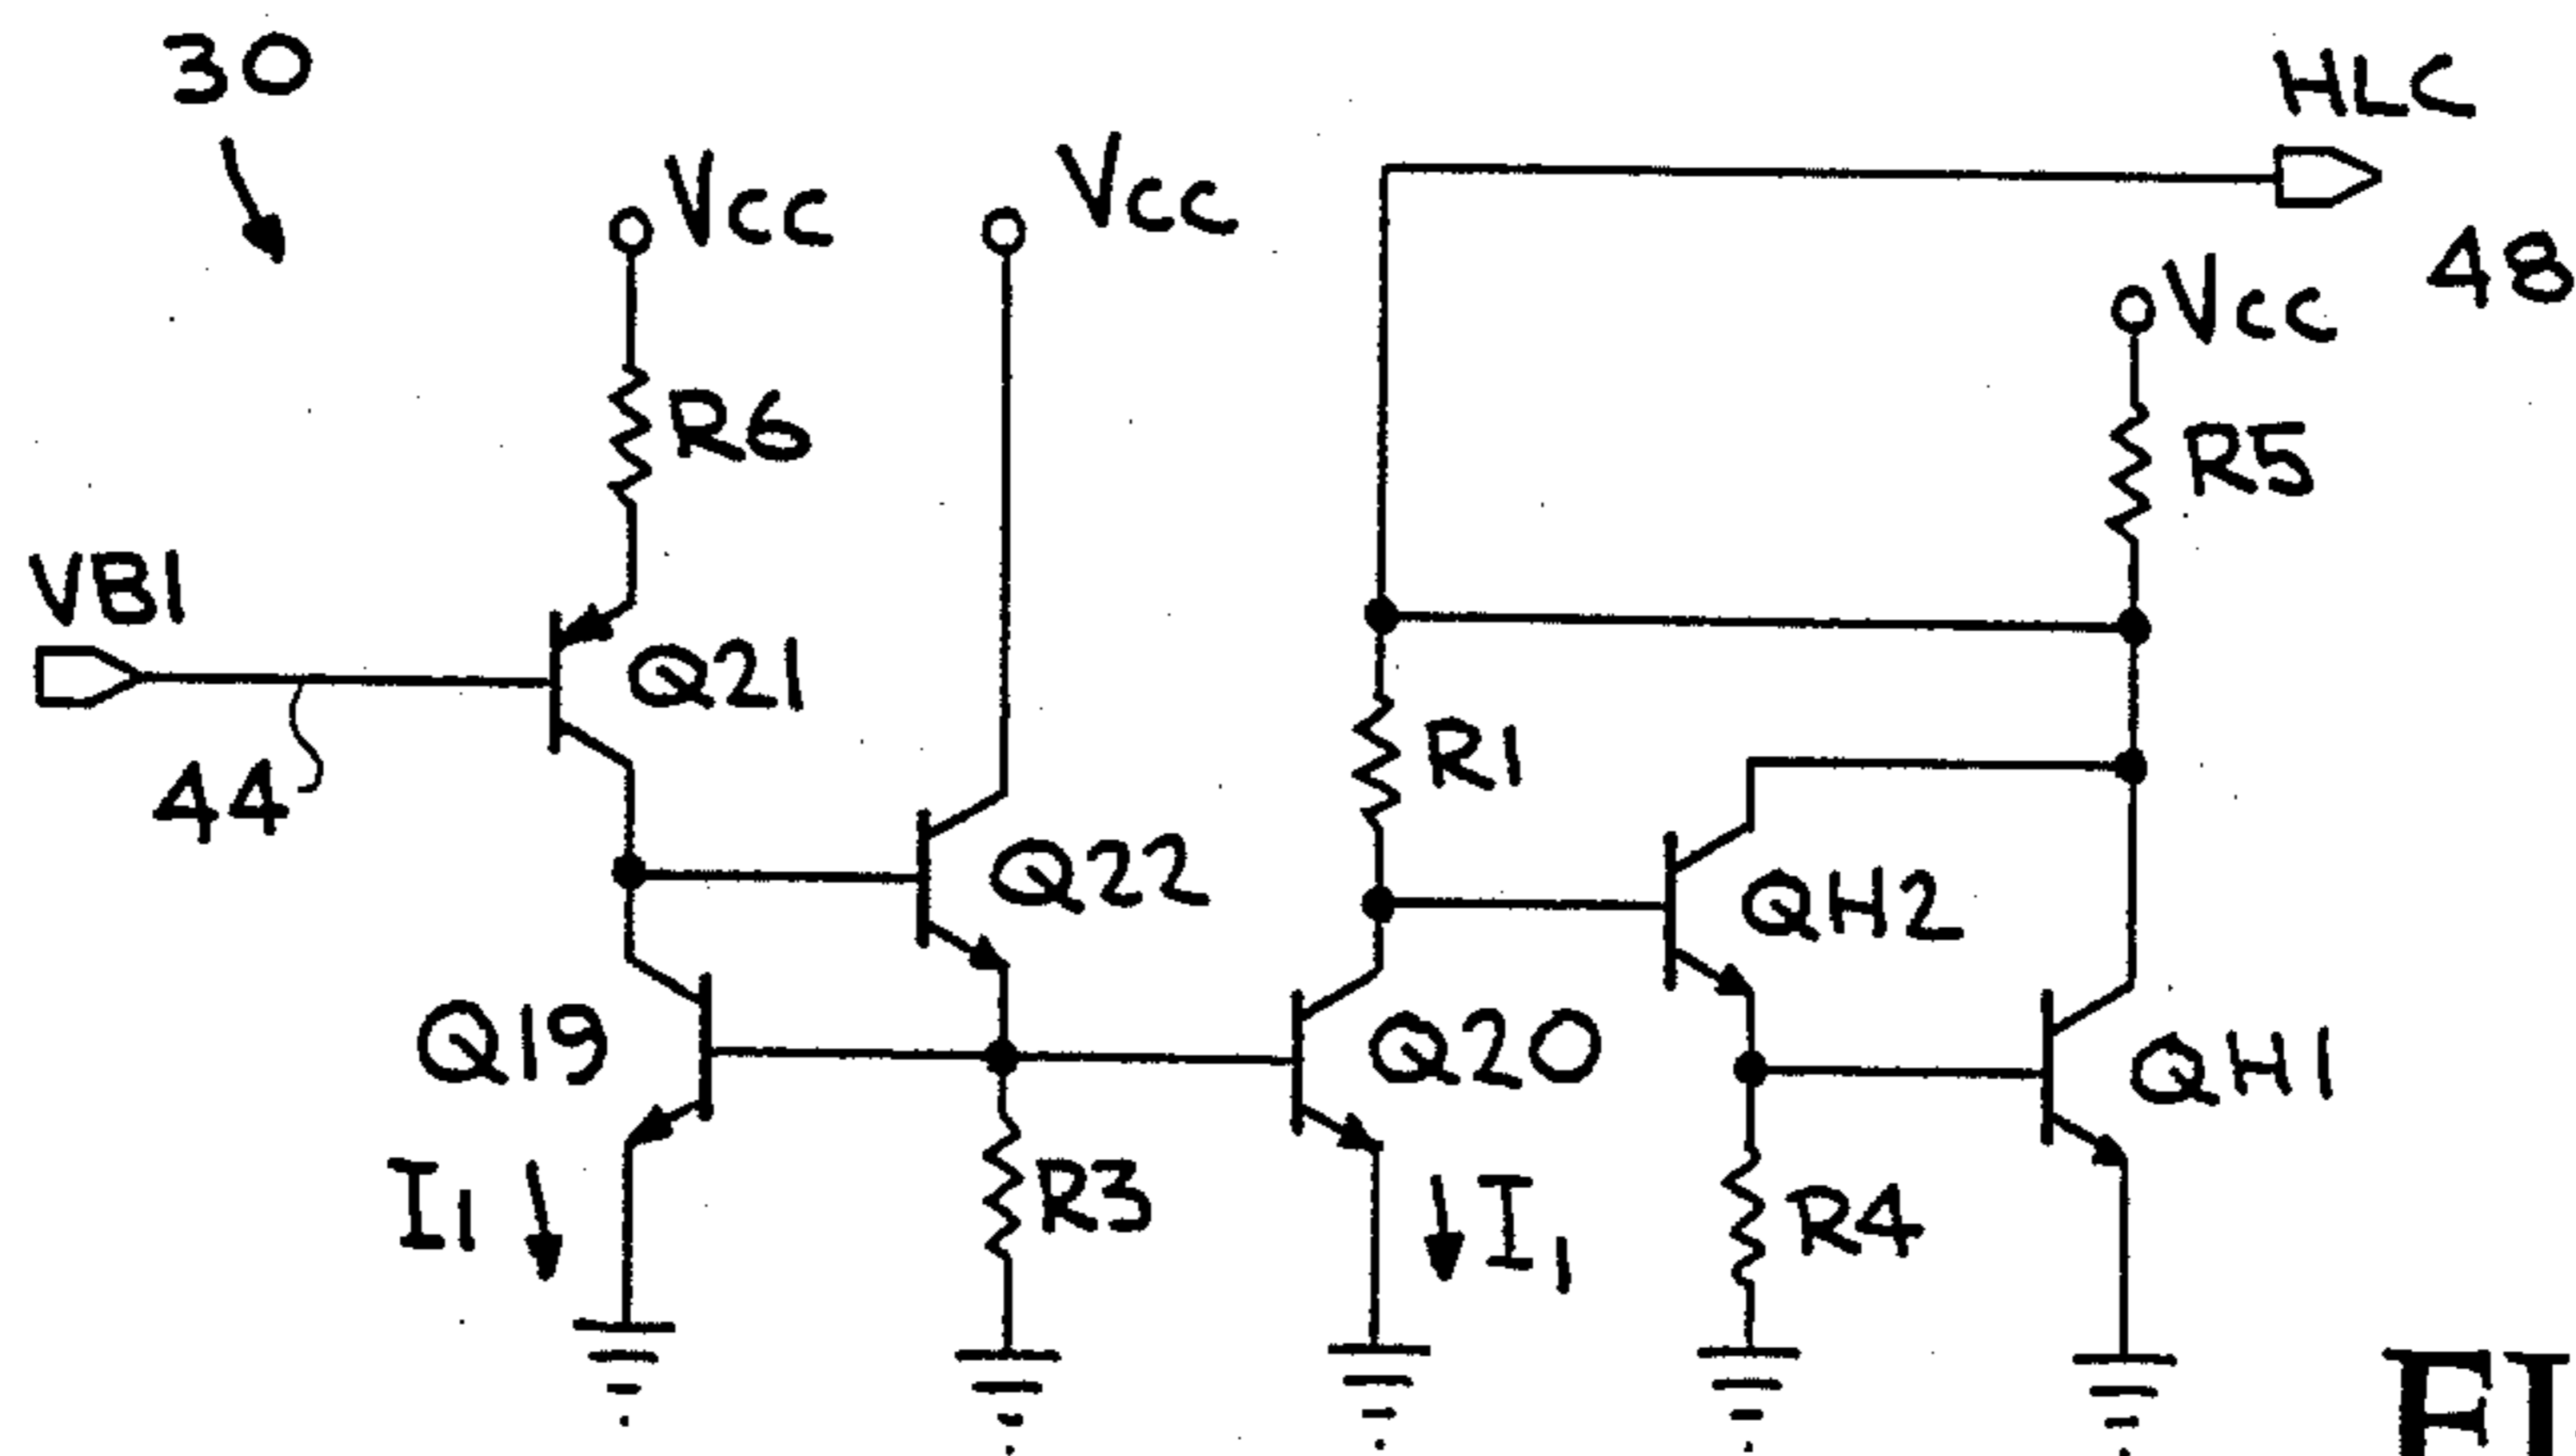 30
HLC
Vcc
Vcc
48
Vcc
R6
R5
VB1
Q21
R1
44
Q22
QH2
Q19
Q20
QH1
I1
R3
I1
R4
FI